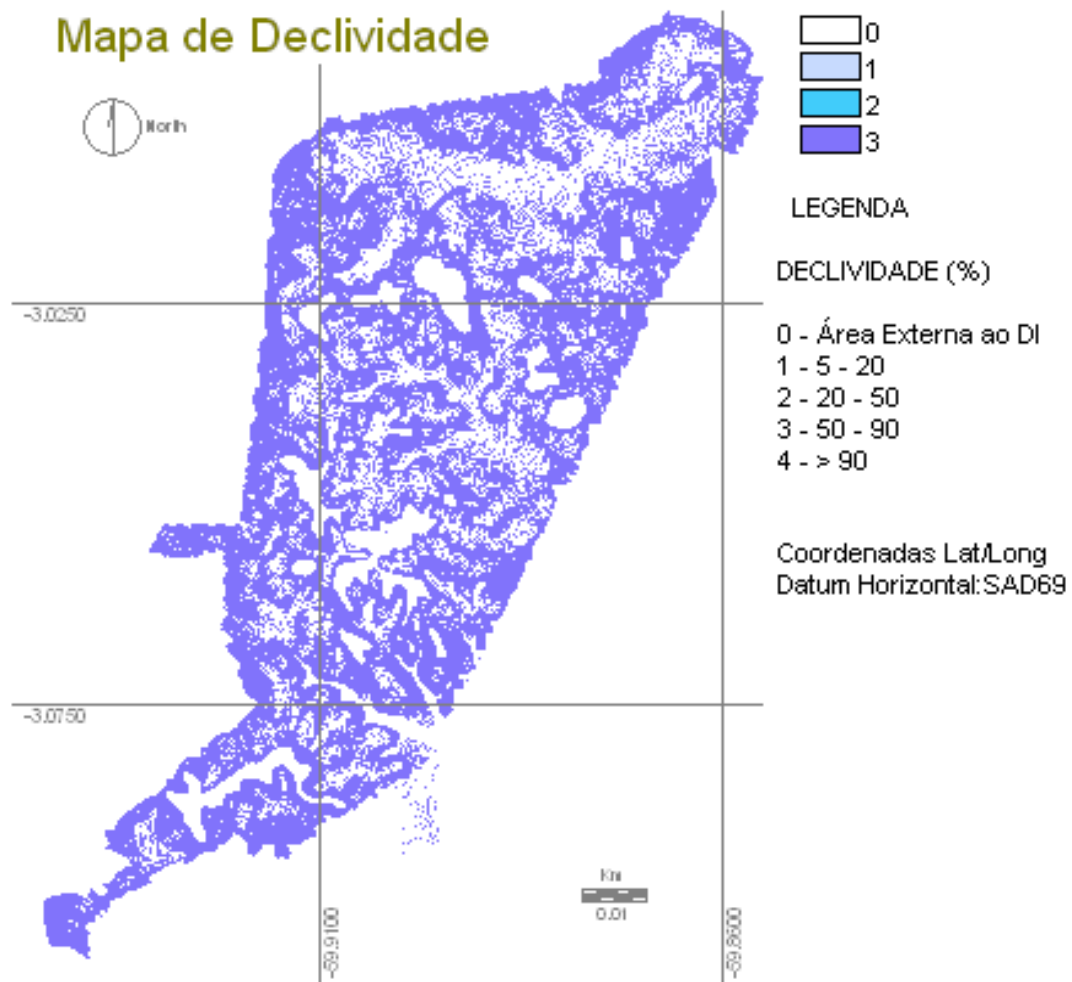 Mapa de Declividade
North
0
1
2
3
LEGENDA
DECLIVIDADE (%)
0 - Área Externa ao DI
1 - 5 - 20
2 - 20 - 50
3 - 50 - 90
4 - > 90
Coordenadas Lat/Long
Datum Horizontal:SAD69
-3.0250
-3.0750
Km
0.01
-59.9100
-59.8600